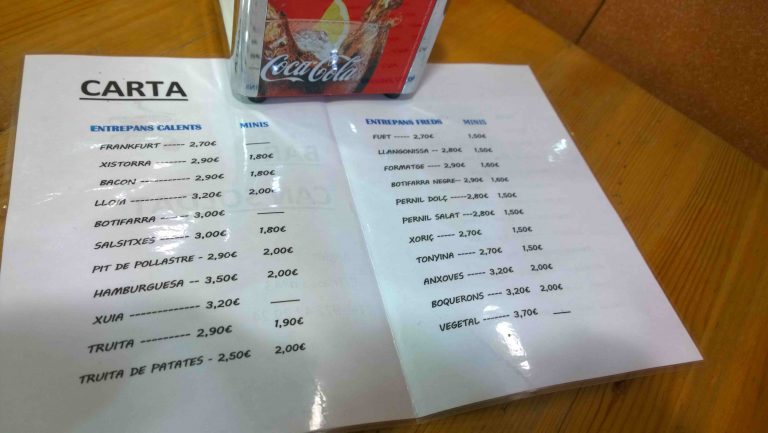 Coca-Cola
CARTA
ENTREPANS CALENTS MINIS
FRANKFURT ----- 2,70€ ——
XISTORRA ------- 2,90€ 1,80€
BACON ----------- 2,90€ 1,80€
LLOM ------------ 3,20€ 2,00€
BOTIFARRA ------ 3,00€ ——
SALSITXES ------ 3,00€ 1,80€
PIT DE POLLASTRE - 2,90€ 2,00€
HAMBURGUESA -- 3,50€ 2,00€
XUIA ------------- 3,20€ ——
TRUITA ---------- 2,90€ 1,90€
TRUITA DE PATATES - 2,50€ 2,00€
ENTREPANS FREDS MINIS
FUET ----- 2,70€ 1,50€
LLANGONISSA -- 2,80€ 1,50€
FORMATGE ---- 2,90€ 1,60€
BOTIFARRA NEGRE-- 2,90€ 1,60€
PERNIL DOLÇ -----2,80€ 1,50€
PERNIL SALAT ---2,80€ 1,50€
XORIÇ ------ 2,70€ 1,50€
TONYINA ----- 2,70€ 1,50€
ANXOVES ---- 3,20€ 2,00€
BOQUERONS ---- 3,20€ 2,00€
VEGETAL ------- 3,70€ ——